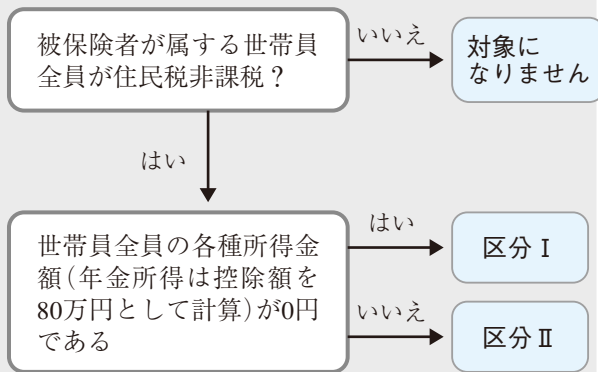 被保険者が属する世帯員
全員が住民税非課税？
いいえ
対象に
なりません
はい
世帯員全員の各種所得金
額(年金所得は控除額を
80万円として計算)が0円
である
はい
区分Ⅰ
いいえ
区分Ⅱ